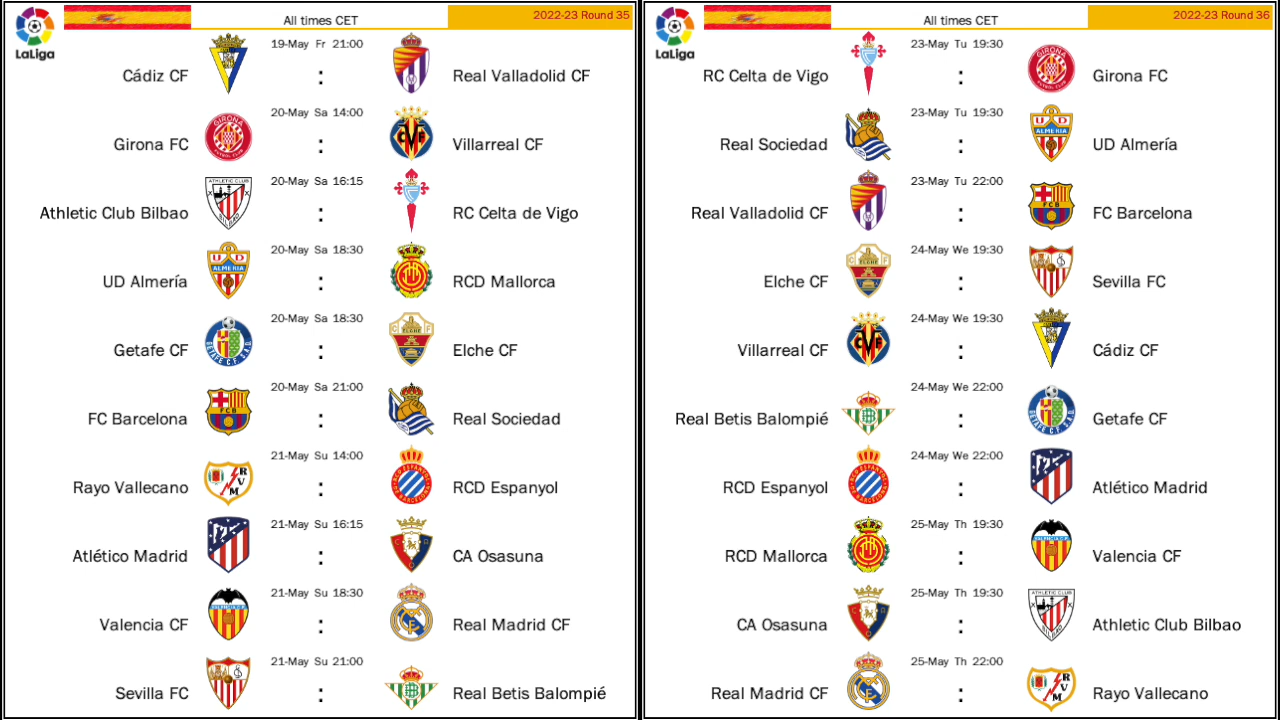 LaLiga
All times CET
2022-23 Round 35
19-May Fr 21:00
Cádiz CF : Real Valladolid CF
20-May Sa 14:00
Girona FC : Villarreal CF
20-May Sa 16:15
Athletic Club Bilbao : RC Celta de Vigo
20-May Sa 18:30
UD Almería : RCD Mallorca
20-May Sa 18:30
Getafe CF : Elche CF
20-May Sa 21:00
FC Barcelona : Real Sociedad
21-May Su 14:00
Rayo Vallecano : RCD Espanyol
21-May Su 16:15
Atlético Madrid : CA Osasuna
21-May Su 18:30
Valencia CF : Real Madrid CF
21-May Su 21:00
Sevilla FC : Real Betis Balompié
LaLiga
All times CET
2022-23 Round 36
23-May Tu 19:30
RC Celta de Vigo : Girona FC
23-May Tu 19:30
Real Sociedad : UD Almería
23-May Tu 22:00
Real Valladolid CF : FC Barcelona
24-May We 19:30
Elche CF : Sevilla FC
24-May We 19:30
Villarreal CF : Cádiz CF
24-May We 22:00
Real Betis Balompié : Getafe CF
24-May We 22:00
RCD Espanyol : Atlético Madrid
25-May Th 19:30
RCD Mallorca : Valencia CF
25-May Th 19:30
CA Osasuna : Athletic Club Bilbao
25-May Th 22:00
Real Madrid CF : Rayo Vallecano